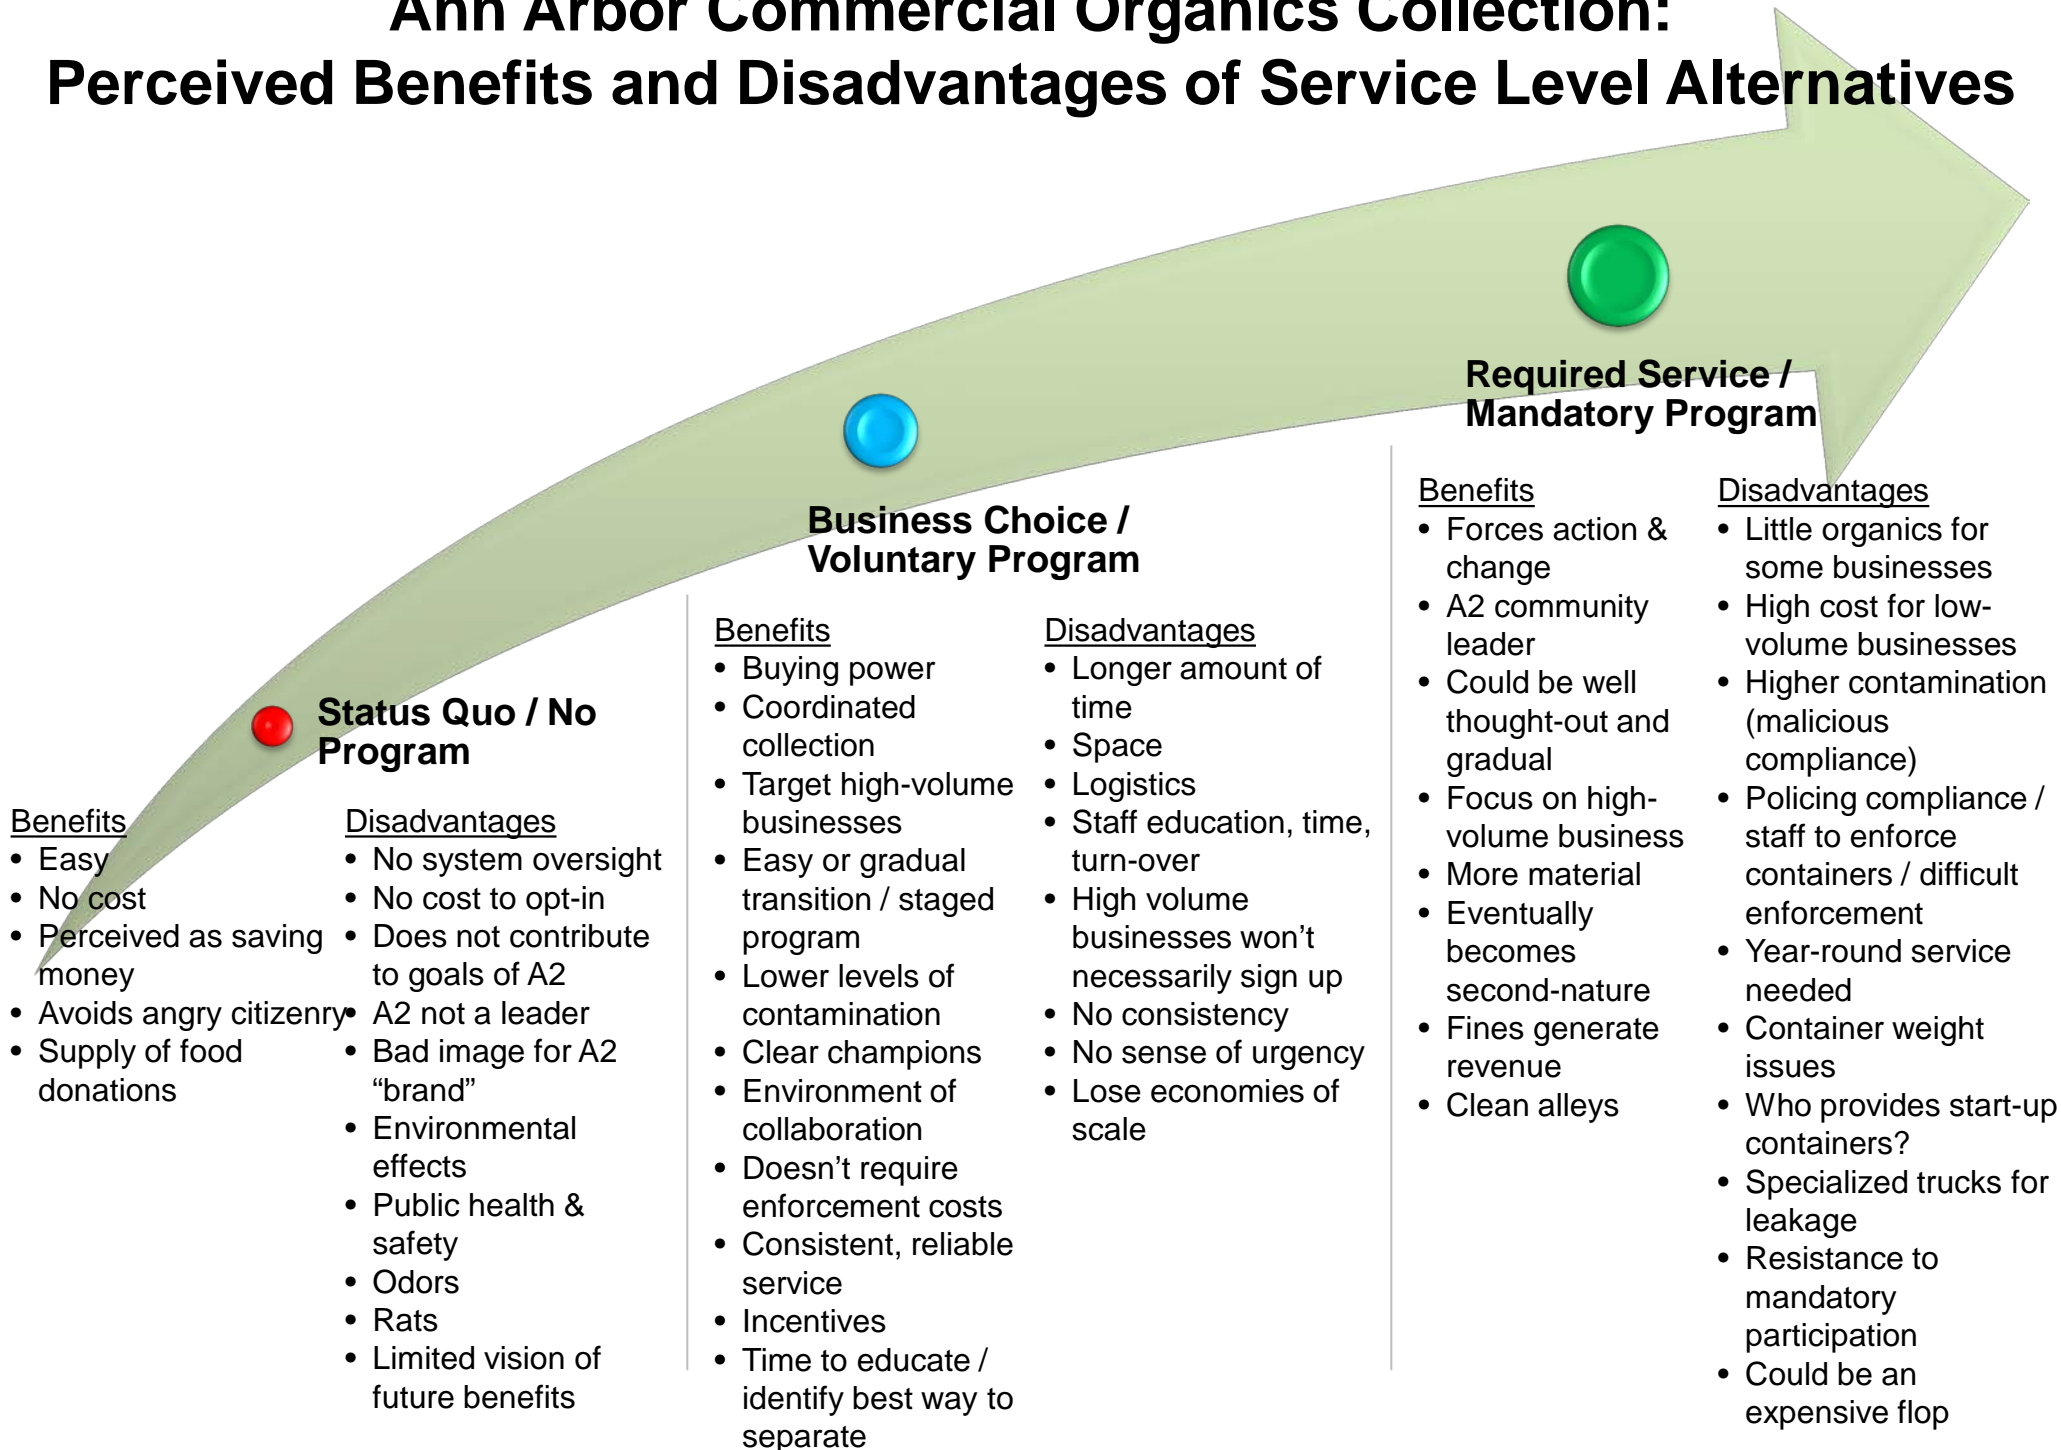 Ann Arbor Commercial Organics Collection:
Perceived Benefits and Disadvantages of Service Level Alternatives
Status Quo / No
Program
Benefits
• Easy
• No cost
• Perceived as saving
money
• Avoids angry citizenry
• Supply of food
donations
Disadvantages
• No system oversight
• No cost to opt-in
• Does not contribute
to goals of A2
• A2 not a leader
• Bad image for A2
“brand”
• Environmental
effects
• Public health &
safety
• Odors
• Rats
• Limited vision of
future benefits
Business Choice /
Voluntary Program
Benefits
• Buying power
• Coordinated
collection
• Target high-volume
businesses
• Easy or gradual
transition / staged
program
• Lower levels of
contamination
• Clear champions
• Environment of
collaboration
• Doesn’t require
enforcement costs
• Consistent, reliable
service
• Incentives
• Time to educate /
identify best way to
separate
Disadvantages
• Longer amount of
time
• Space
• Logistics
• Staff education, time,
turn-over
• High volume
businesses won’t
necessarily sign up
• No consistency
• No sense of urgency
• Lose economies of
scale
Required Service /
Mandatory Program
Benefits
• Forces action &
change
• A2 community
leader
• Could be well
thought-out and
gradual
• Focus on high-
volume business
• More material
• Eventually
becomes
second-nature
• Fines generate
revenue
• Clean alleys
Disadvantages
• Little organics for
some businesses
• High cost for low-
volume businesses
• Higher contamination
(malicious
compliance)
• Policing compliance /
staff to enforce
containers / difficult
enforcement
• Year-round service
needed
• Container weight
issues
• Who provides start-up
containers?
• Specialized trucks for
leakage
• Resistance to
mandatory
participation
• Could be an
expensive flop